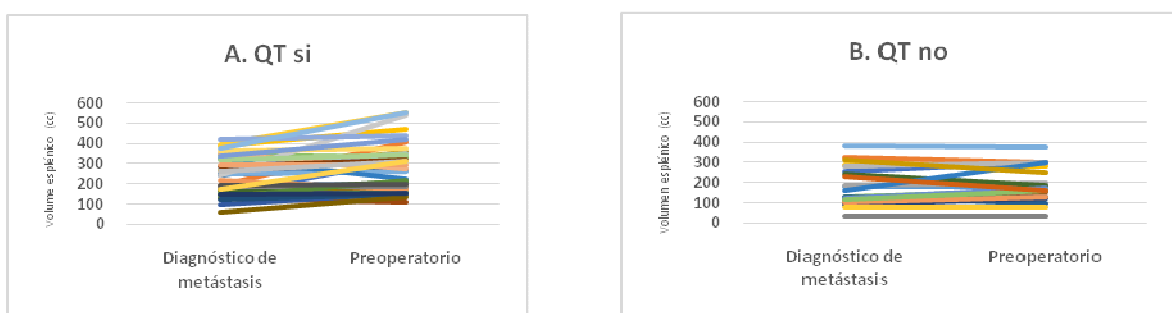 A. QT si
Volumen esplénico (cc)
600
500
400
300
200
100
0
Diagnóstico de
metástasis
Preoperatorio
B. QT no
Volumen esplénico (cc)
600
500
400
300
200
100
0
Diagnóstico de
metástasis
Preoperatorio